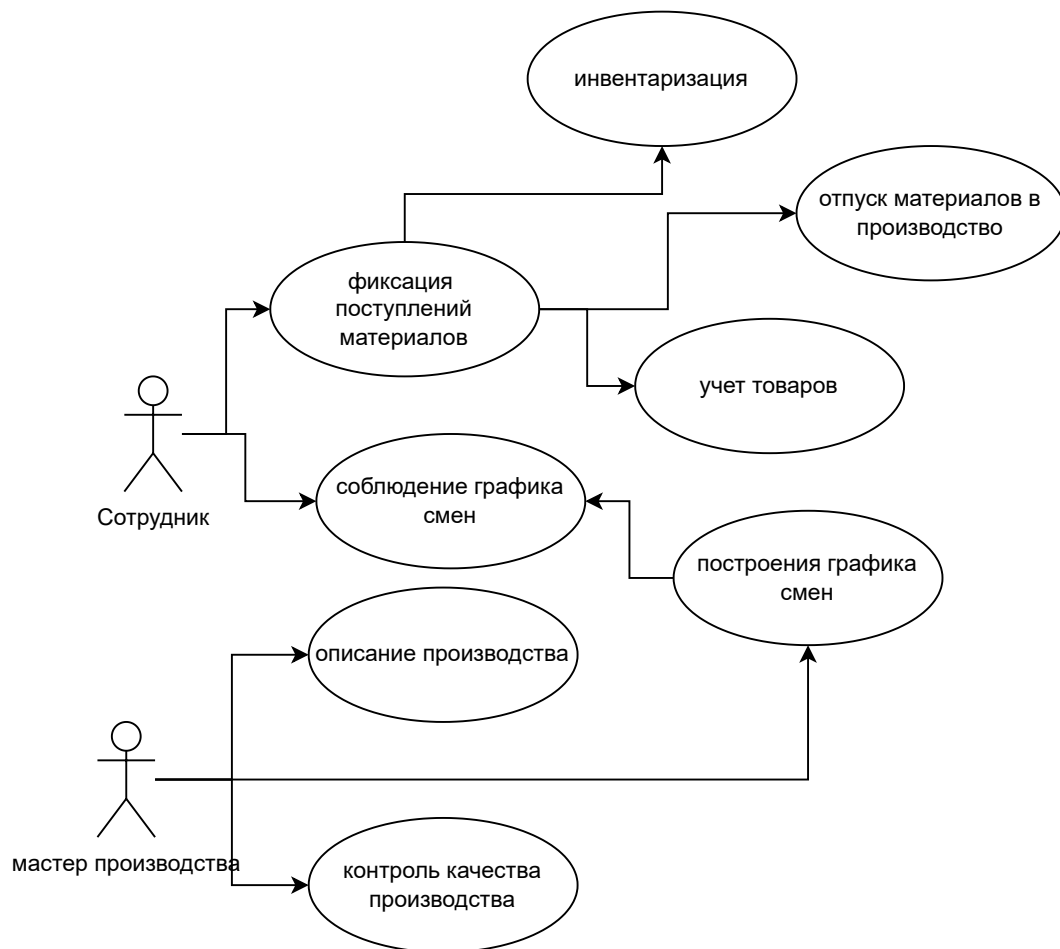 инвентаризация
отпуск материалов в
производство
фиксация
поступлений
материалов
учет товаров
соблюдение графика
смен
Сотрудник
построения графика
смен
описание производства
мастер производства
контроль качества
производства